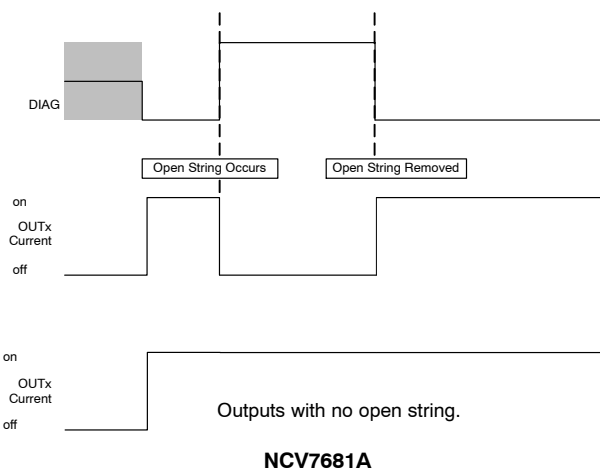 DIAG
Open String Occurs
Open String Removed
on
OUTx
Current
off
on
OUTx
Current
off
Outputs with no open string.
NCV7681A